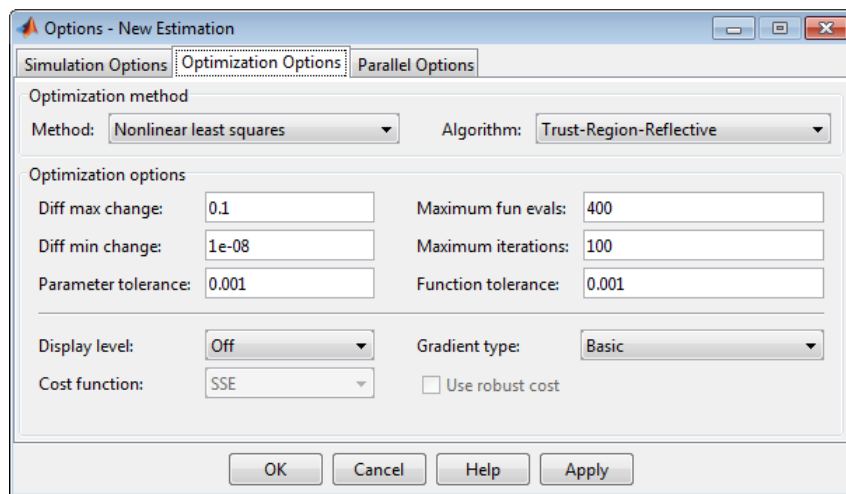 Options - New Estimation
Simulation Options Optimization Options Parallel Options
Optimization method
Method: Nonlinear least squares Algorithm: Trust-Region-Reflective
Optimization options
Diff max change: 0.1 Maximum fun evals: 400
Diff min change: 1e-08 Maximum iterations: 100
Parameter tolerance: 0.001 Function tolerance: 0.001
Display level: Off Gradient type: Basic
Cost function: SSE Use robust cost
OK Cancel Help Apply